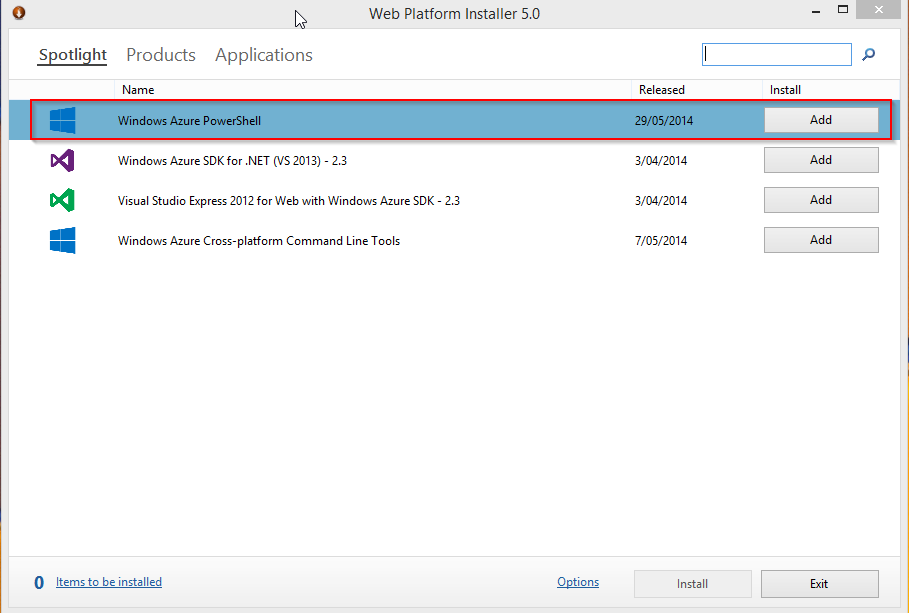 Web Platform Installer 5.0
Spotlight Products Applications
Name Released Install
Windows Azure PowerShell 29/05/2014 Add
Windows Azure SDK for .NET (VS 2013) - 2.3 3/04/2014 Add
Visual Studio Express 2012 for Web with Windows Azure SDK - 2.3 3/04/2014 Add
Windows Azure Cross-platform Command Line Tools 7/05/2014 Add
0 Items to be installed Options Install Exit